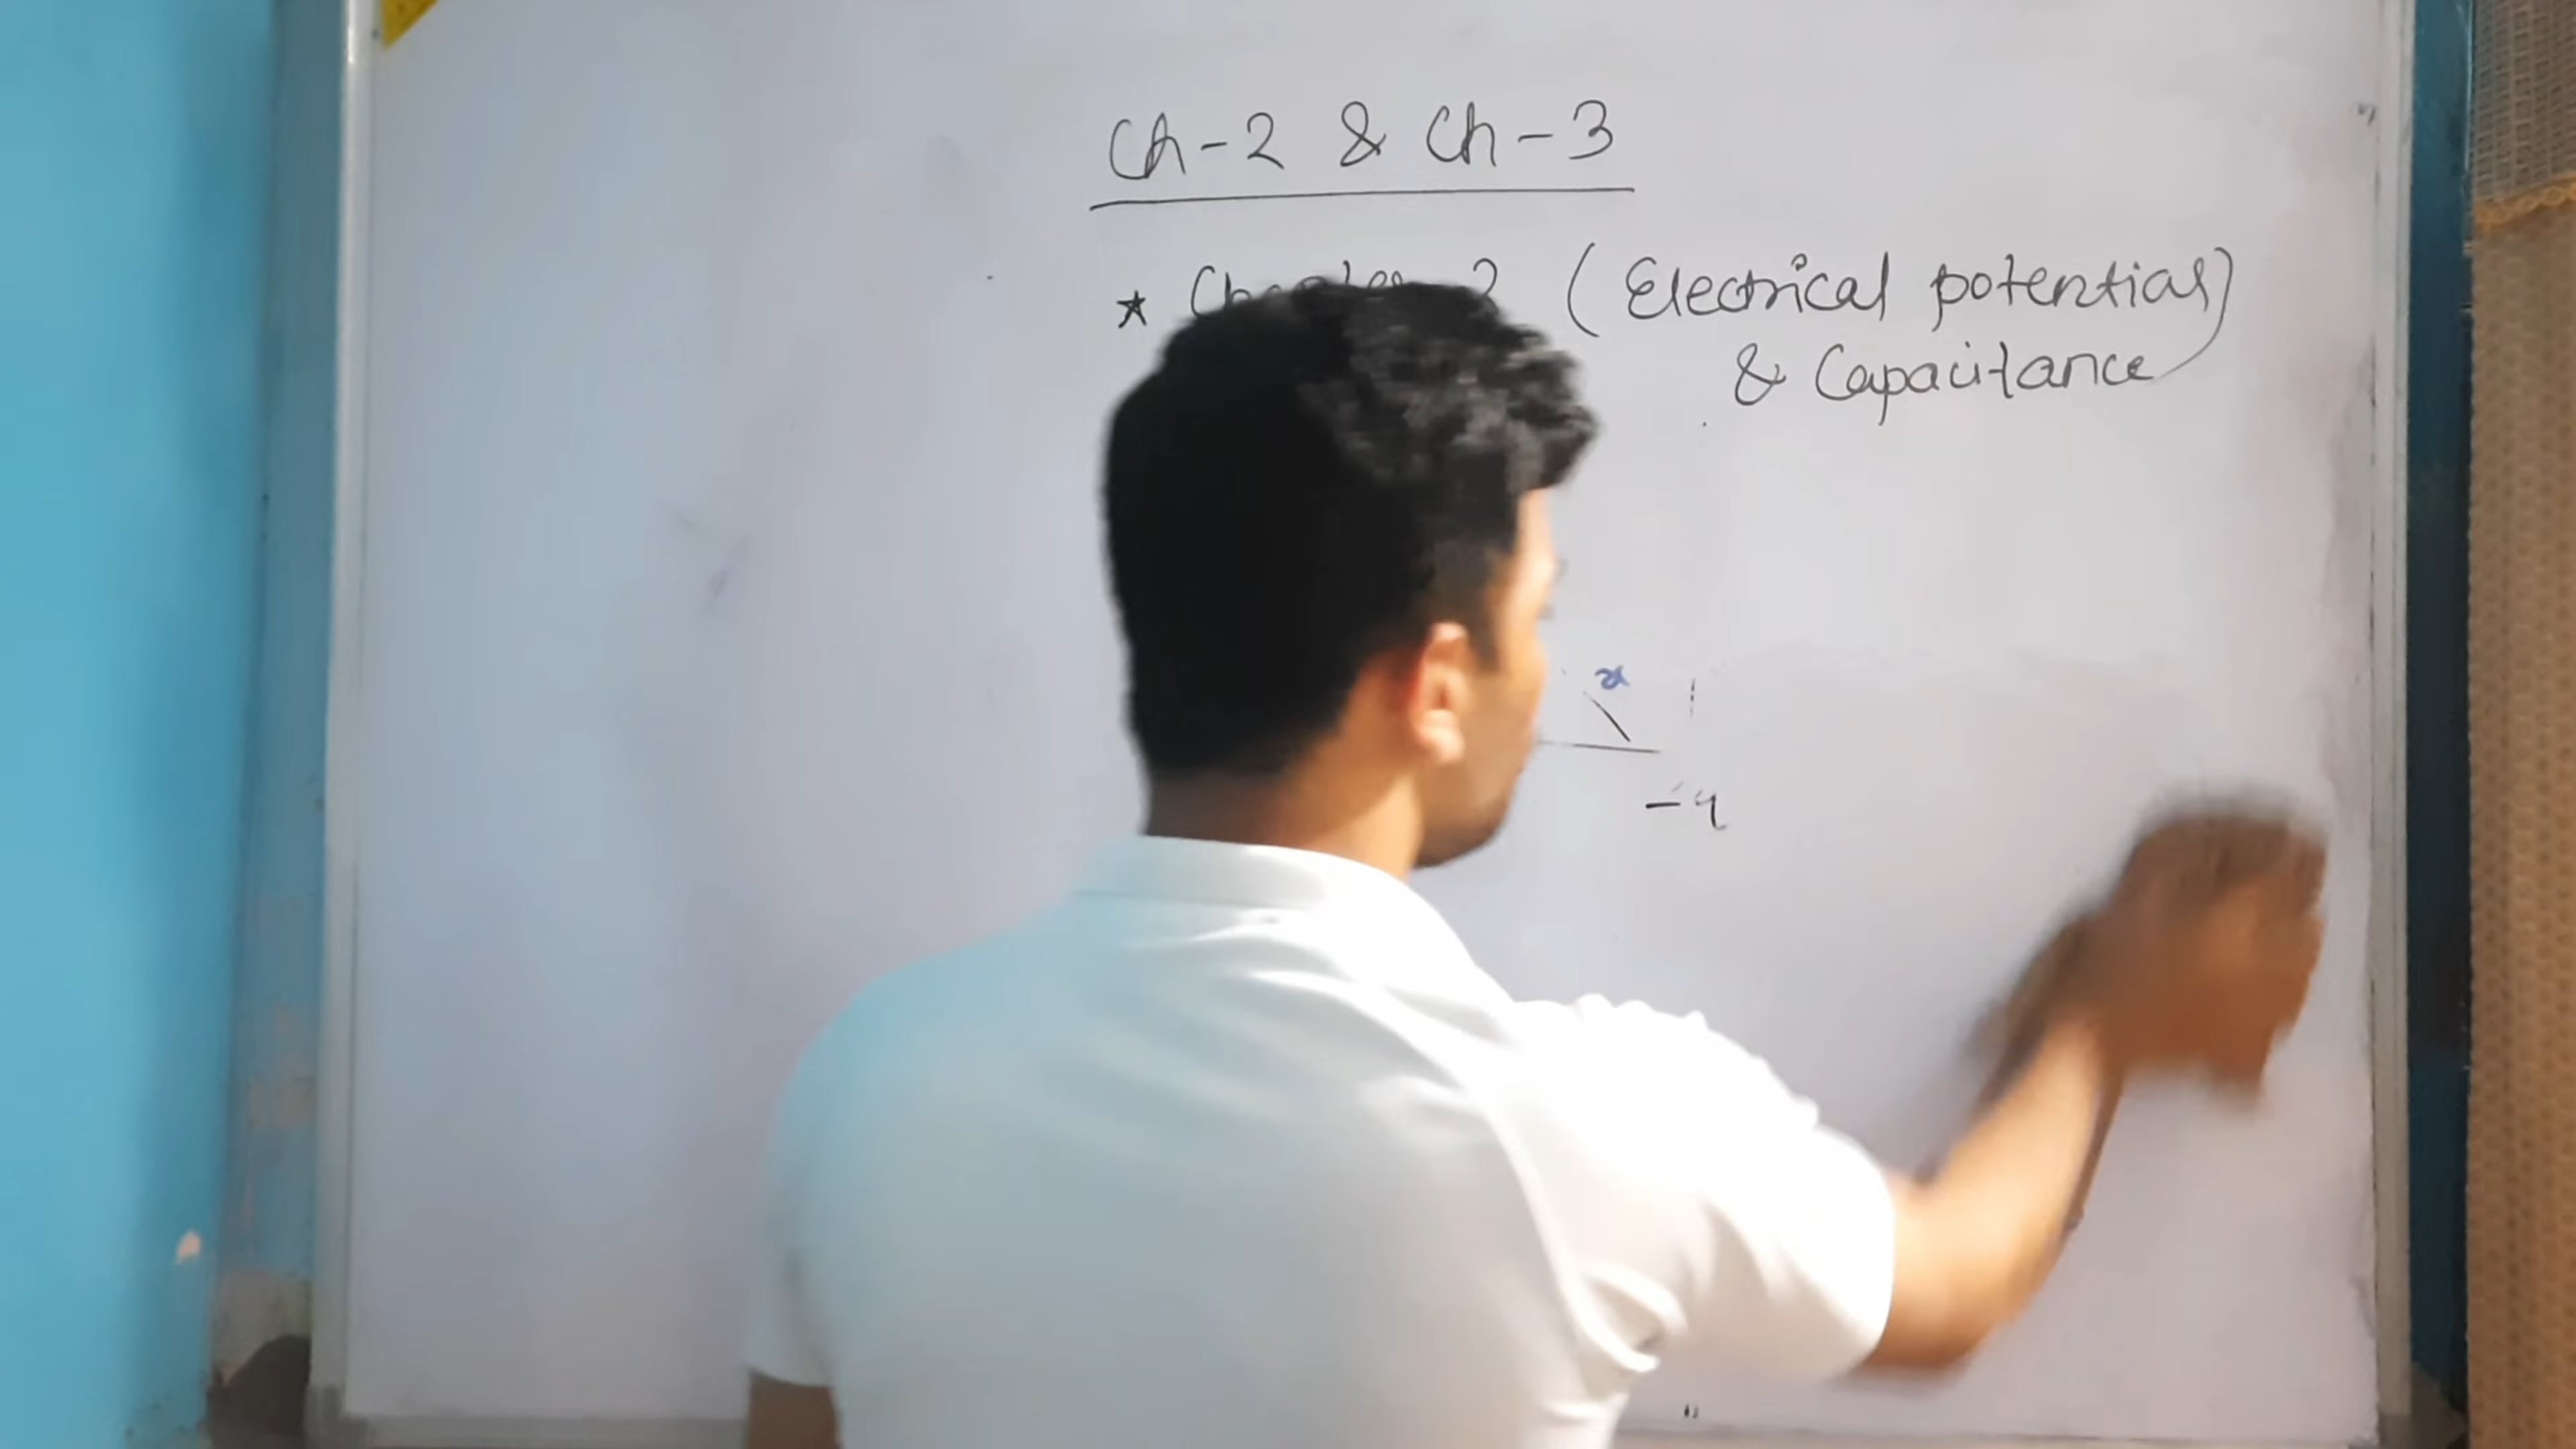 Ch-2 & Ch-3
★ Chapter 2 (Electrical potential)
& Capacitance
x
-q